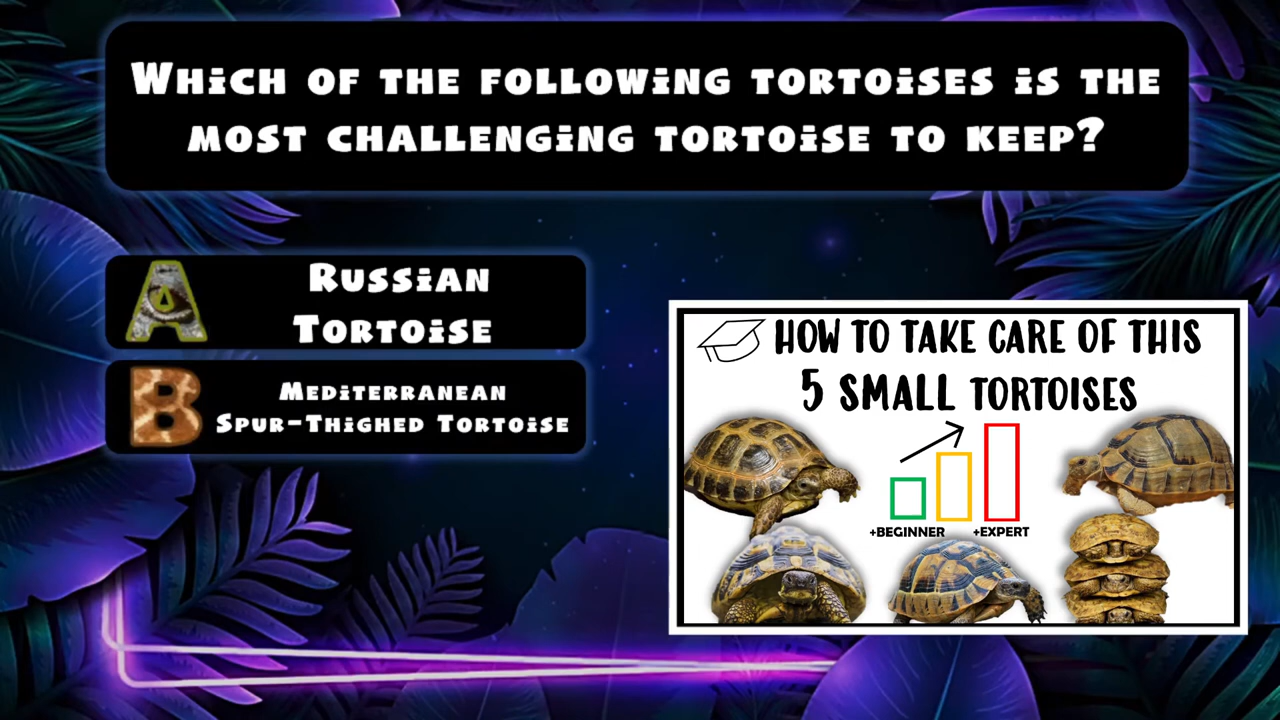 Which of the following tortoises is the
most challenging tortoise to keep?
A
Russian
Tortoise
B
Mediterranean
Spur-Thighed Tortoise
HOW TO TAKE CARE OF THIS
5 SMALL TORTOISES
+BEGINNER +EXPERT